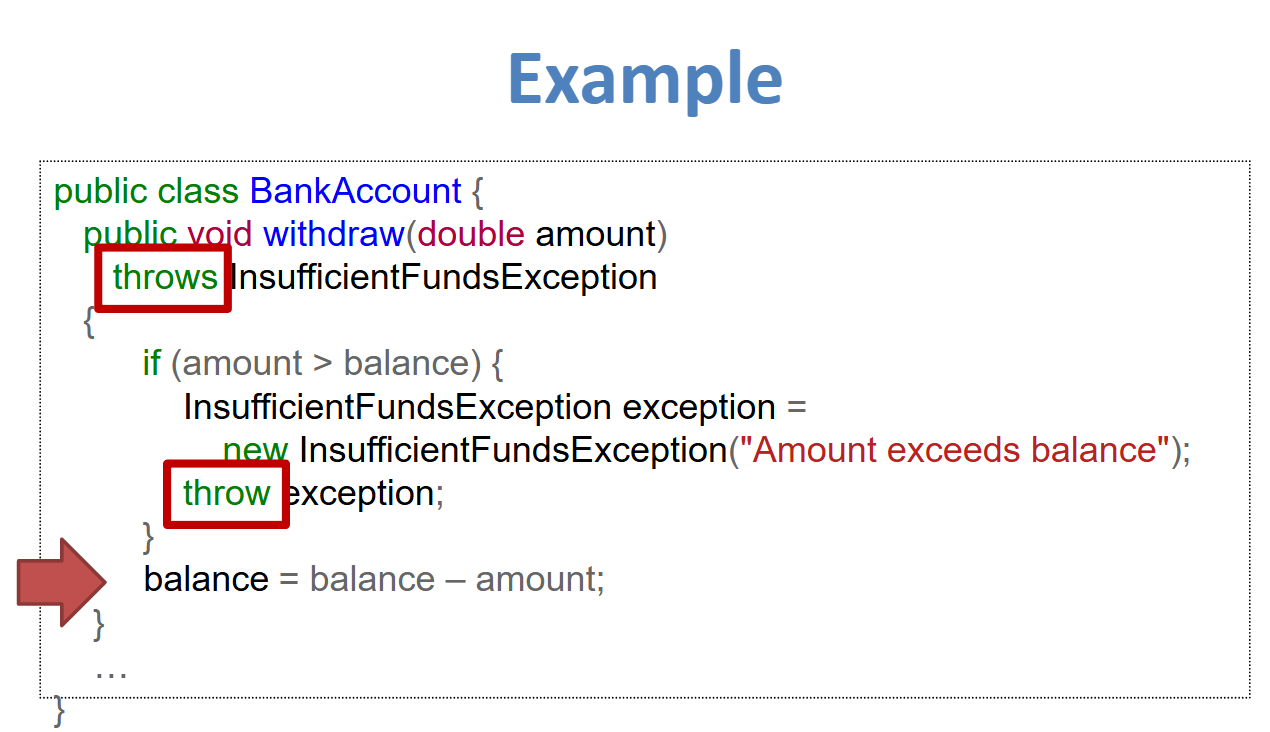 Example
public class BankAccount {
public void withdraw(double amount)
throws InsufficientFundsException
{
if (amount > balance) {
InsufficientFundsException exception =
new InsufficientFundsException("Amount exceeds balance");
throw exception;
}
balance = balance – amount;
}
…
}